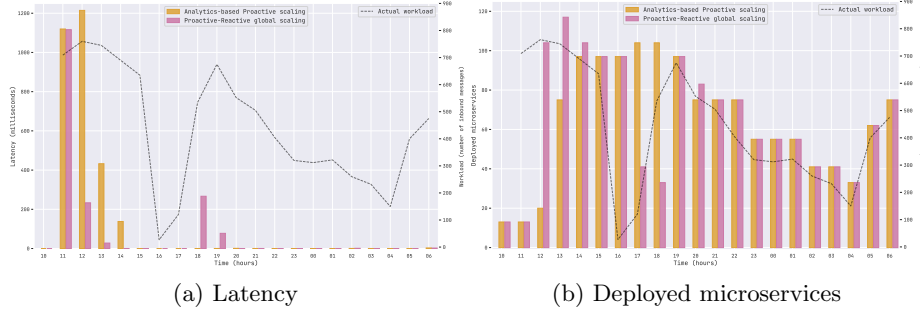 Analytics-based Proactive scaling
Proactive-Reactive global scaling
Actual workload
Latency (milliseconds)
1200
1000
800
600
400
200
0
900
800
700
600
500
400
300
200
100
0
Workload (number of inbound messages)
10 11 12 13 14 15 16 17 18 19 20 21 22 23 00 01 02 03 04 05 06
Time (hours)
(a) Latency
Analytics-based Proactive scaling
Proactive-Reactive global scaling
Actual workload
Deployed microservices
120
100
80
60
40
20
0
900
800
700
600
500
400
300
200
100
0
10 11 12 13 14 15 16 17 18 19 20 21 22 23 00 01 02 03 04 05 06
Time (hours)
(b) Deployed microservices